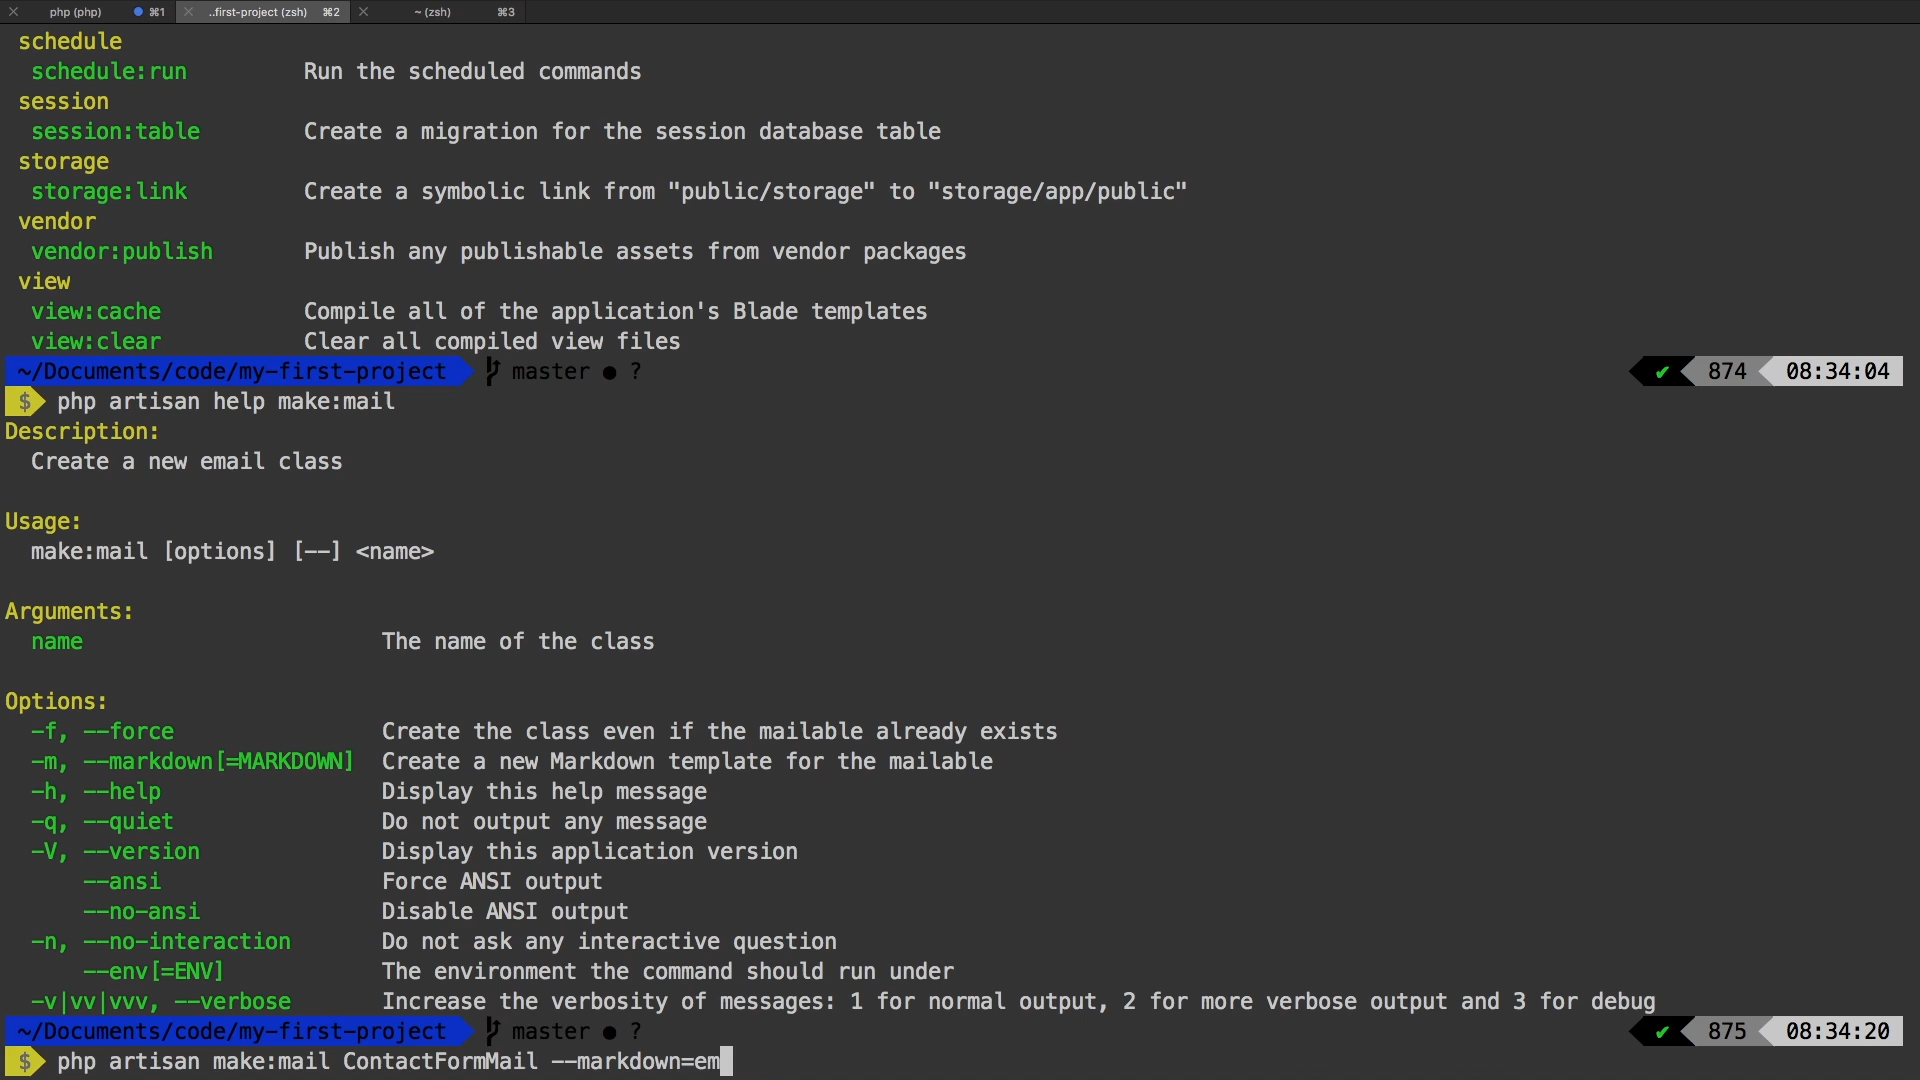 php (php) ⌘1 ..first-project (zsh) ⌘2 ~ (zsh) ⌘3
schedule
schedule:run Run the scheduled commands
session
session:table Create a migration for the session database table
storage
storage:link Create a symbolic link from "public/storage" to "storage/app/public"
vendor
vendor:publish Publish any publishable assets from vendor packages
view
view:cache Compile all of the application's Blade templates
view:clear Clear all compiled view files
~/Documents/code/my-first-project master ● ? ✔ 874 08:34:04
$ php artisan help make:mail
Description:
Create a new email class
Usage:
make:mail [options] [--] <name>
Arguments:
name The name of the class
Options:
-f, --force Create the class even if the mailable already exists
-m, --markdown[=MARKDOWN] Create a new Markdown template for the mailable
-h, --help Display this help message
-q, --quiet Do not output any message
-V, --version Display this application version
--ansi Force ANSI output
--no-ansi Disable ANSI output
-n, --no-interaction Do not ask any interactive question
--env[=ENV] The environment the command should run under
-v|vv|vvv, --verbose Increase the verbosity of messages: 1 for normal output, 2 for more verbose output and 3 for debug
~/Documents/code/my-first-project master ● ? ✔ 875 08:34:20
$ php artisan make:mail ContactFormMail --markdown=em